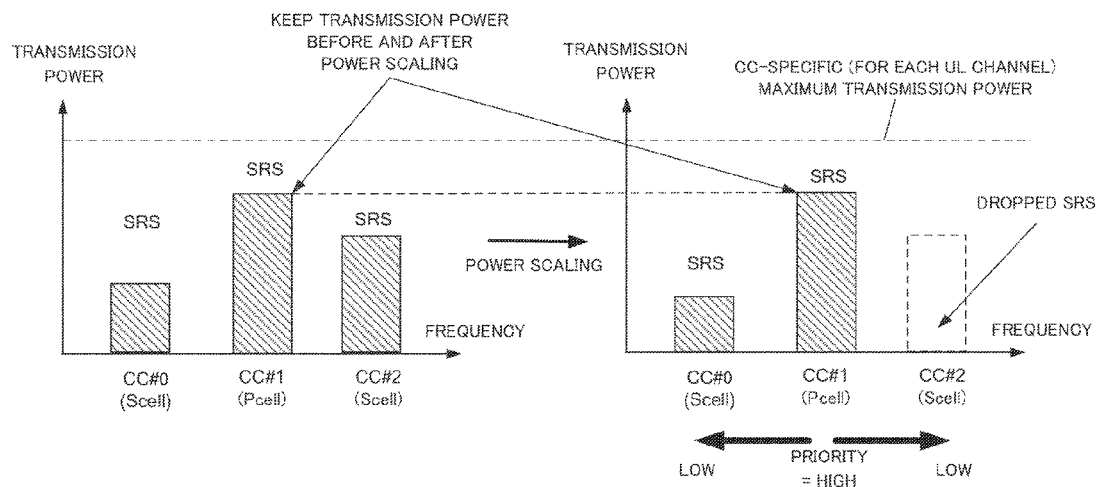 KEEP TRANSMISSION POWER
BEFORE AND AFTER
POWER SCALING
TRANSMISSION
POWER
SRS
SRS
SRS
FREQUENCY
CC#0
(Scell)
CC#1
(Pcell)
CC#2
(Scell)
POWER SCALING
TRANSMISSION
POWER
CC-SPECIFIC (FOR EACH UL CHANNEL)
MAXIMUM TRANSMISSION POWER
SRS
SRS
DROPPED SRS
FREQUENCY
CC#0
(Scell)
CC#1
(Pcell)
CC#2
(Scell)
LOW
PRIORITY
= HIGH
LOW